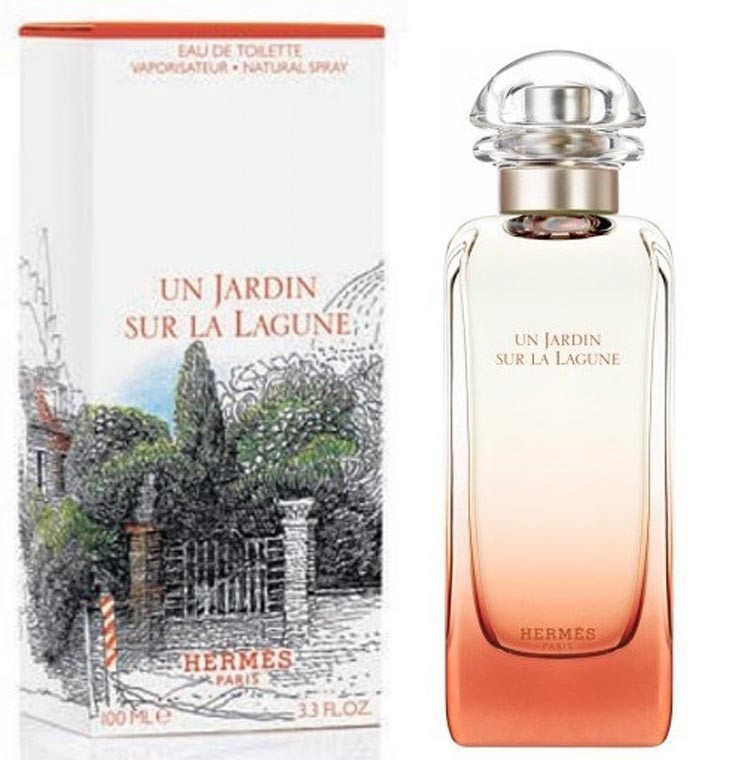 EAU DE TOILETTE
VAPORISATEUR • NATURAL SPRAY
UN JARDIN
SUR LA LAGUNE
HERMÈS
PARIS
100 ML ℮
3.3 FL.OZ.
UN JARDIN
SUR LA LAGUNE
HERMÈS
PARIS